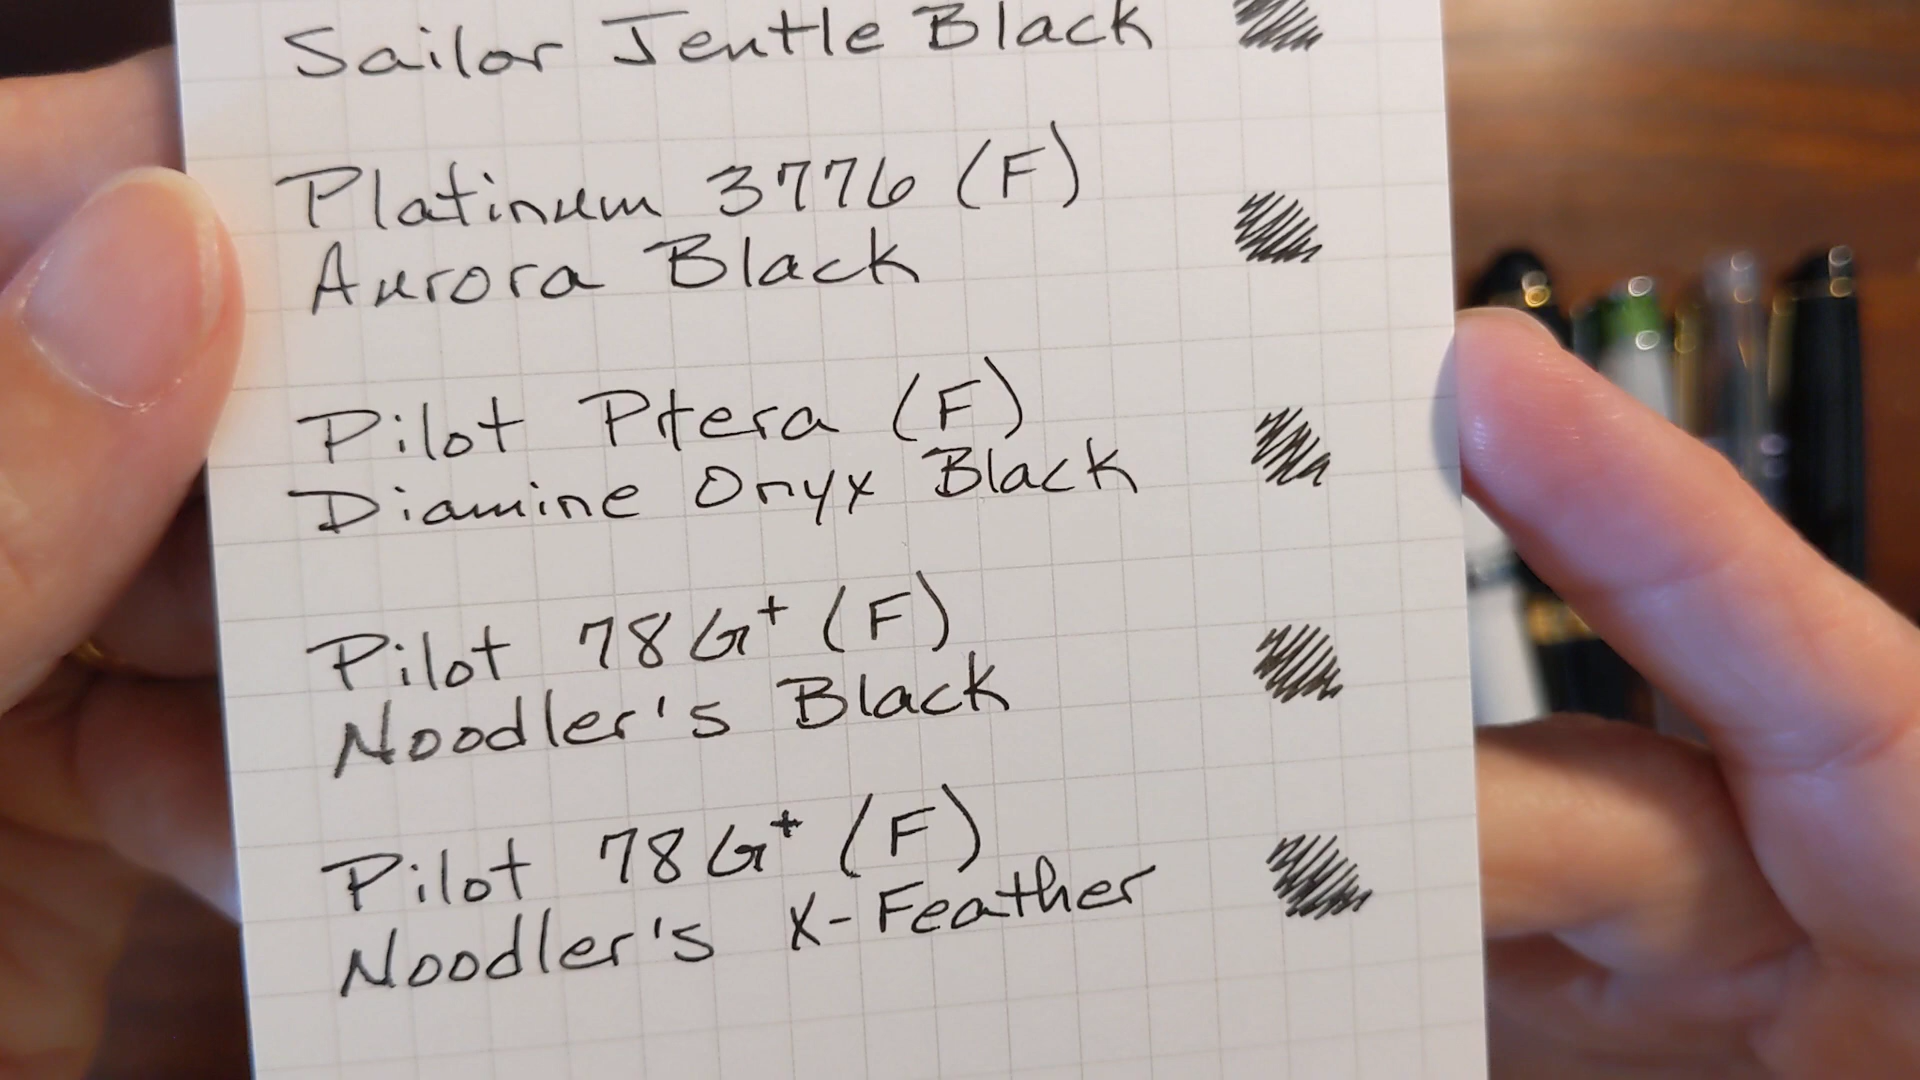 Sailor Jentle Black
Platinum 3776 (F)
Aurora Black
Pilot Ptera (F)
Diamine Onyx Black
Pilot 78G+ (F)
Noodler's Black
Pilot 78G+ (F)
Noodler's X-Feather